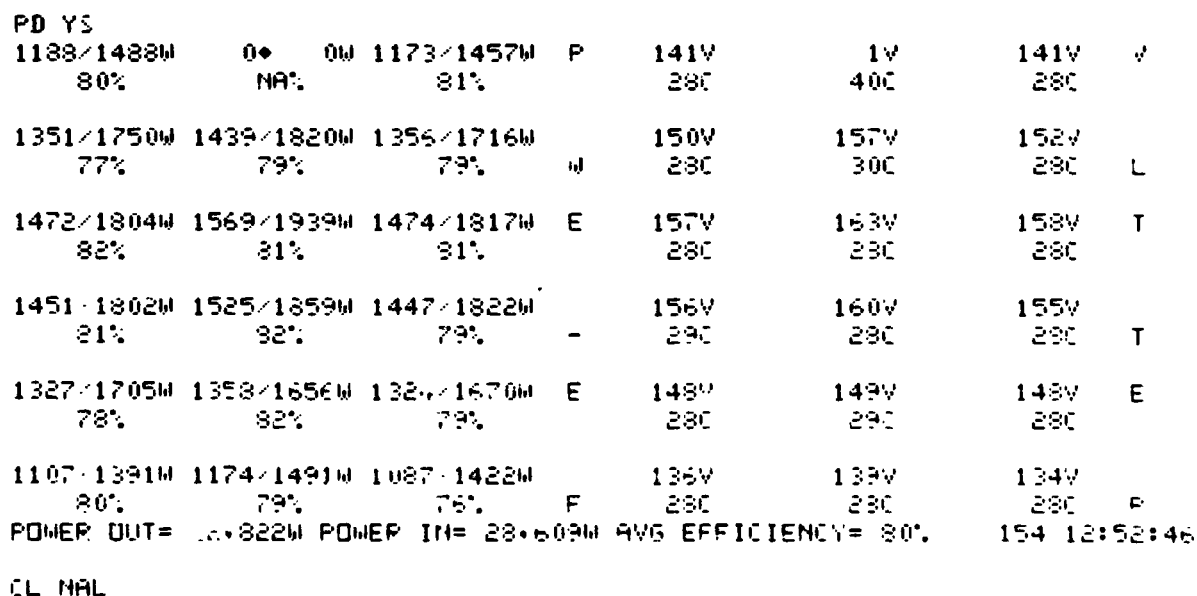 PD YS
1188/1488W 0◆ 0W 1173/1457W P 141V 1V 141V V
80% NA% 81% 28C 40C 28C
1351/1750W 1439/1820W 1356/1716W 150V 157V 152V
77% 79% 79% W 28C 30C 28C L
1472/1804W 1569/1939W 1474/1817W E 157V 163V 158V T
82% 81% 81% 28C 28C 28C
1451/1802W 1525/1859W 1447/1822W 156V 160V 155V
81% 82% 79% - 29C 28C 28C T
1327/1705W 1358/1656W E 148V 149V 148V E
78% 82% 79% 28C 29C 28C
1107/1391W 1174/1491W 1087/1422W 136V 139V 134V
80% 79% 76% 28C 28C 28C
POWER OUT= POWER IN= 28,609W AVG EFFICIENCY= 80% 154 12:52:46
CL NAL